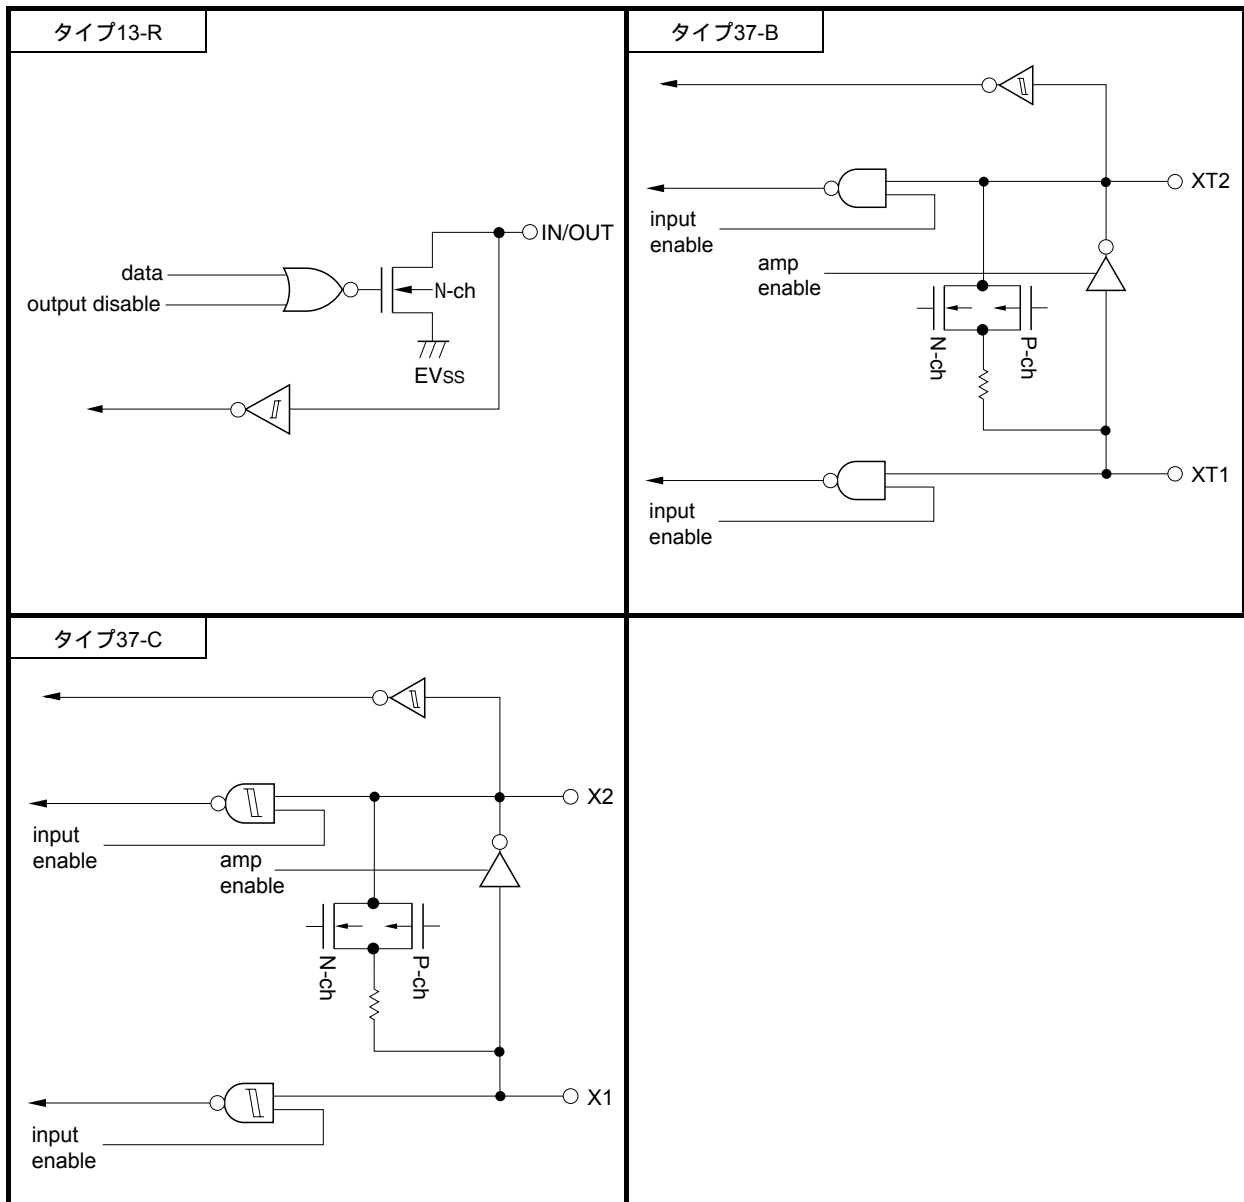 タイプ13-R
data
output disable
N-ch
IN/OUT
EVSS
タイプ37-B
XT2
input
enable
amp
enable
N-ch
P-ch
XT1
input
enable
タイプ37-C
X2
input
enable
amp
enable
N-ch
P-ch
X1
input
enable